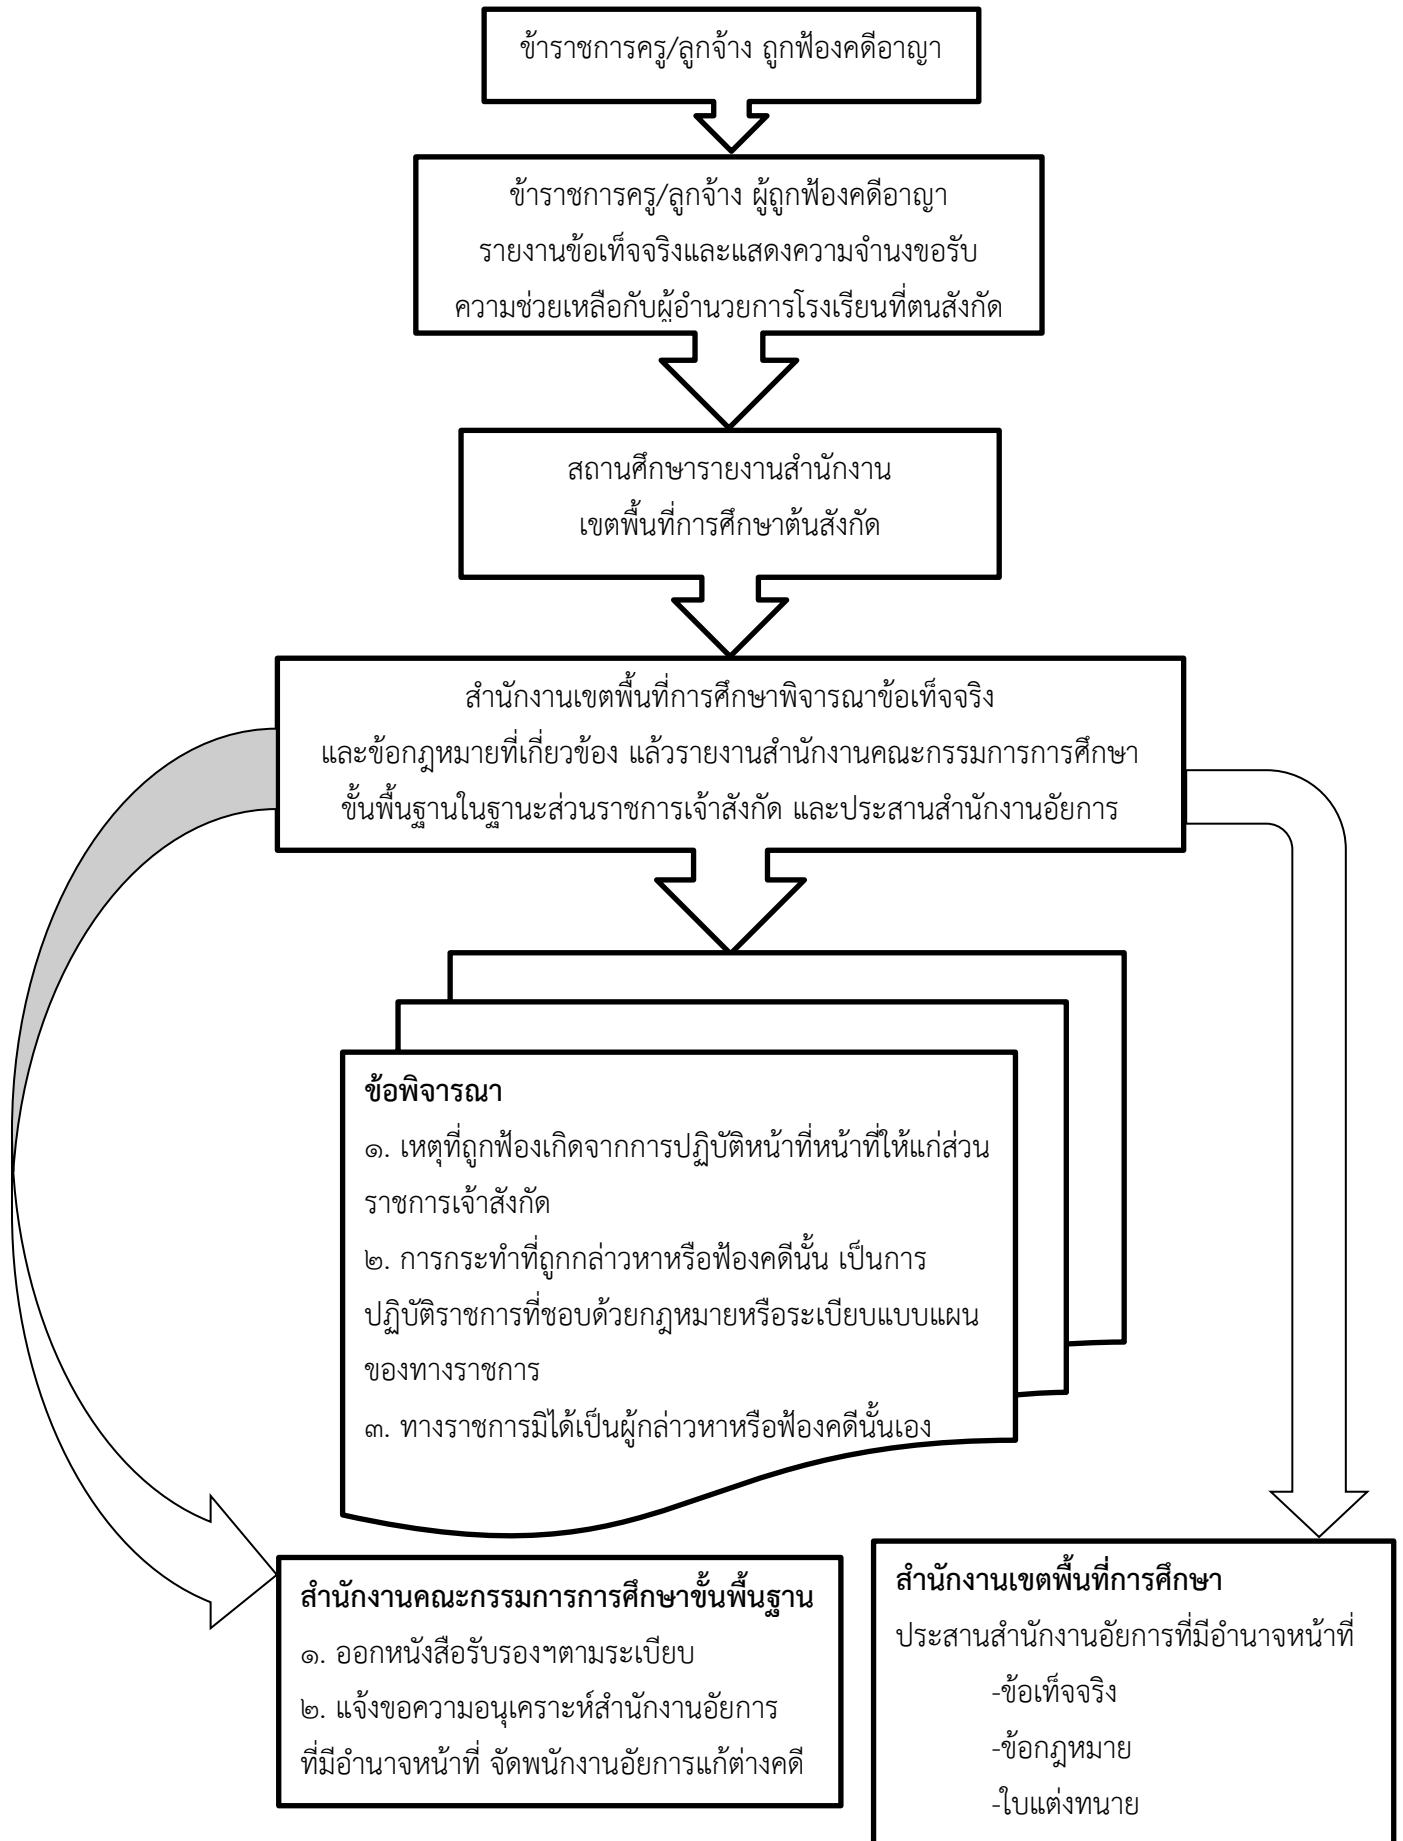 ข้าราชการครู/ลูกจ้าง ถูกฟ้องคดีอาญา
ข้าราชการครู/ลูกจ้าง ผู้ถูกฟ้องคดีอาญา
รายงานข้อเท็จจริงและแสดงความจำนงขอรับ
ความช่วยเหลือกับผู้อำนวยการโรงเรียนที่ตนสังกัด
สถานศึกษารายงานสำนักงาน
เขตพื้นที่การศึกษาต้นสังกัด
สำนักงานเขตพื้นที่การศึกษาพิจารณาข้อเท็จจริง
และข้อกฎหมายที่เกี่ยวข้อง แล้วรายงานสำนักงานคณะกรรมการการศึกษา
ขั้นพื้นฐานในฐานะส่วนราชการเจ้าสังกัด และประสานสำนักงานอัยการ
ข้อพิจารณา
๑. เหตุที่ถูกฟ้องเกิดจากการปฏิบัติหน้าที่หน้าที่ให้แก่ส่วน
ราชการเจ้าสังกัด
๒. การกระทำที่ถูกกล่าวหาหรือฟ้องคดีนั้น เป็นการ
ปฏิบัติราชการที่ชอบด้วยกฎหมายหรือระเบียบแบบแผน
ของทางราชการ
๓. ทางราชการมิได้เป็นผู้กล่าวหาหรือฟ้องคดีนั้นเอง
สำนักงานคณะกรรมการการศึกษาขั้นพื้นฐาน
๑. ออกหนังสือรับรองฯตามระเบียบ
๒. แจ้งขอความอนุเคราะห์สำนักงานอัยการ
ที่มีอำนาจหน้าที่ จัดพนักงานอัยการแก้ต่างคดี
สำนักงานเขตพื้นที่การศึกษา
ประสานสำนักงานอัยการที่มีอำนาจหน้าที่
-ข้อเท็จจริง
-ข้อกฎหมาย
-ใบแต่งทนาย